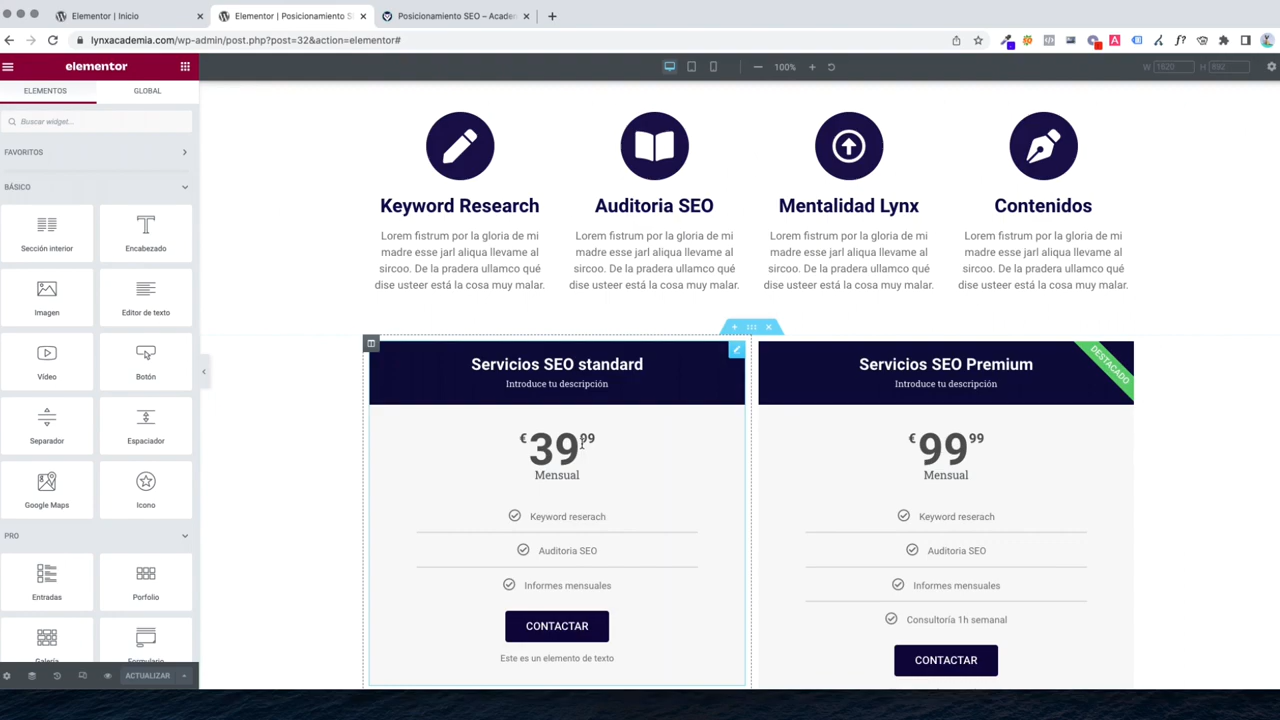 Elementor | Inicio
Elementor | Posicionamiento S
Posicionamiento SEO – Acade
lynxacademia.com/wp-admin/post.php?post=32&action=elementor#
elementor
100%
W 1620 H 892
ELEMENTOS GLOBAL
Buscar widget...
FAVORITOS
BÁSICO
Sección interior Encabezado
Imagen Editor de texto
Vídeo Botón
Separador Espaciador
Google Maps Icono
PRO
Entradas Porfolio
Galería Formulario
ACTUALIZAR
Keyword Research
Lorem fistrum por la gloria de mi
madre esse jarl aliqua llevame al
sircoo. De la pradera ullamco qué
dise usteer está la cosa muy malar.
Auditoria SEO
Lorem fistrum por la gloria de mi
madre esse jarl aliqua llevame al
sircoo. De la pradera ullamco qué
dise usteer está la cosa muy malar.
Mentalidad Lynx
Lorem fistrum por la gloria de mi
madre esse jarl aliqua llevame al
sircoo. De la pradera ullamco qué
dise usteer está la cosa muy malar.
Contenidos
Lorem fistrum por la gloria de mi
madre esse jarl aliqua llevame al
sircoo. De la pradera ullamco qué
dise usteer está la cosa muy malar.
Servicios SEO standard
Introduce tu descripción
€ 39 99
Mensual
Keyword reserach
Auditoria SEO
Informes mensuales
CONTACTAR
Este es un elemento de texto
Servicios SEO Premium
Introduce tu descripción
DESTACADO
€ 99 99
Mensual
Keyword reserach
Auditoria SEO
Informes mensuales
Consultoría 1h semanal
CONTACTAR